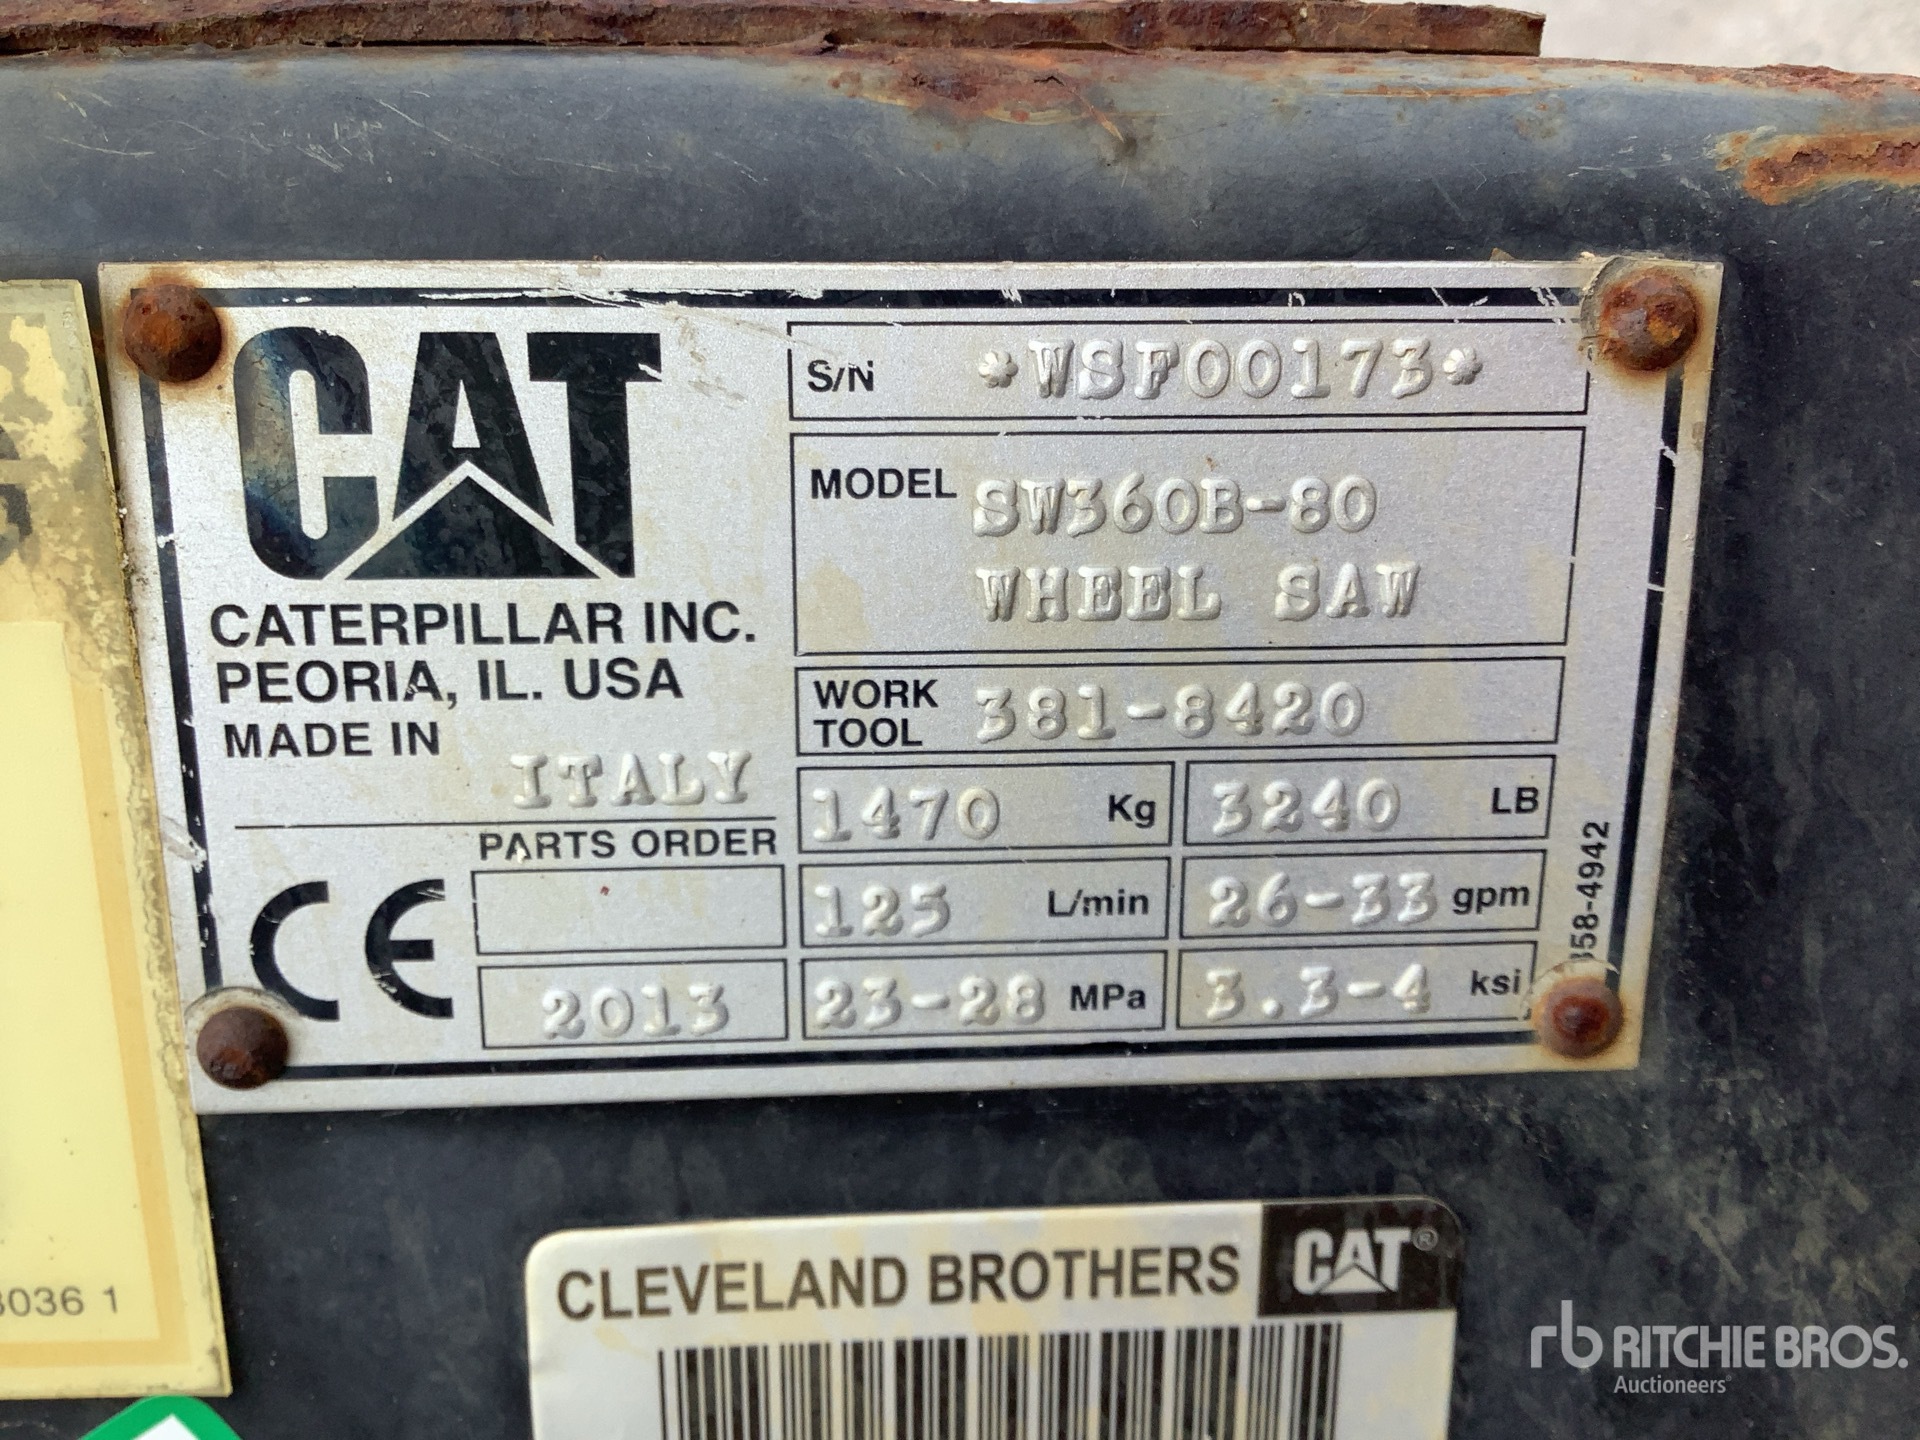 CAT
CATERPILLAR INC.
PEORIA, IL. USA
MADE IN
ITALY
PARTS ORDER
CE
2013
S/N *WSF00173*
MODEL SW360B-80
WHEEL SAW
WORK TOOL 381-8420
1470 Kg 3240 LB
125 L/min 26-33 gpm
23-28 MPa 3.3-4 ksi
358-4942
CLEVELAND BROTHERS CAT®
036 1
rb RITCHIE BROS.
Auctioneers